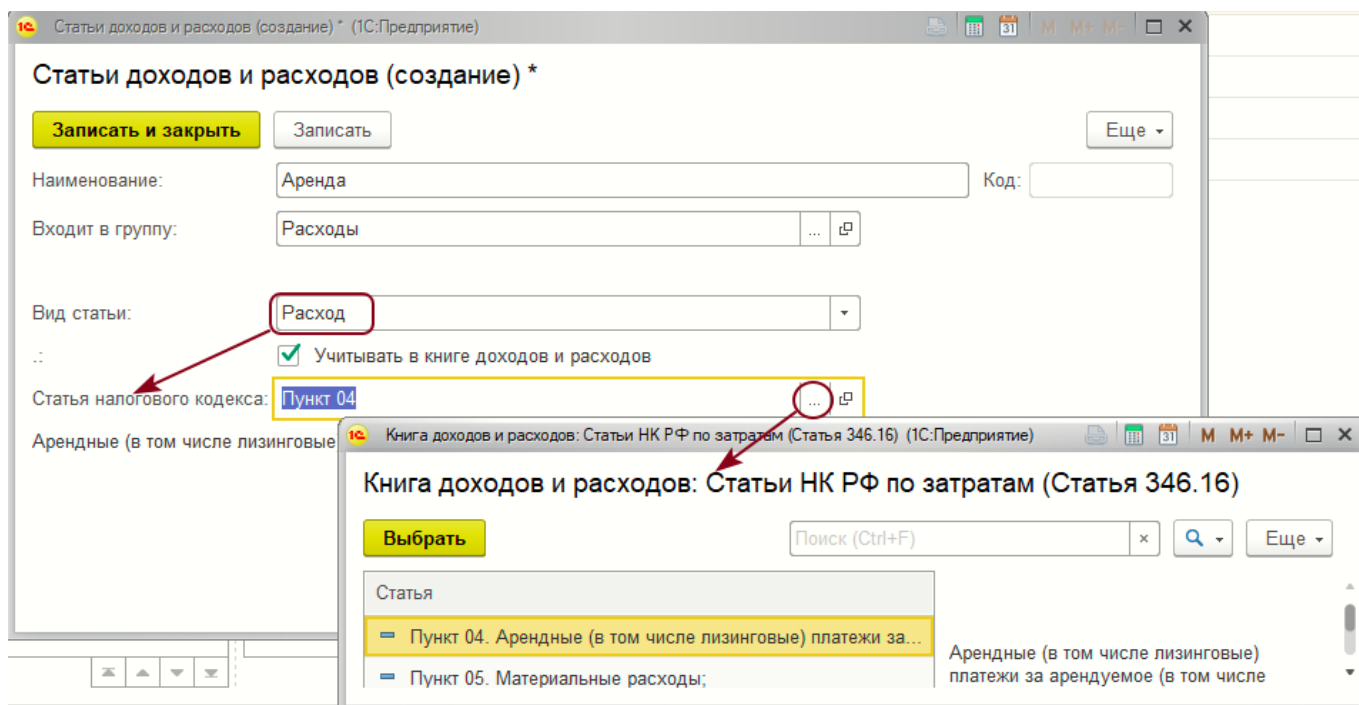 Статьи доходов и расходов (создание) * (1С:Предприятие) 31 M M+ M-
Статьи доходов и расходов (создание) *
Записать и закрыть Записать Еще
Наименование: Аренда Код:
Входит в группу: Расходы ...
Вид статьи: Расход
.: Учитывать в книге доходов и расходов
Статья налогового кодекса: Пункт 04 ...
Арендные (в том числе лизинговые
Книга доходов и расходов: Статьи НК РФ по затратам (Статья 346.16) (1С:Предприятие) 31 M M+ M-
Книга доходов и расходов: Статьи НК РФ по затратам (Статья 346.16)
Выбрать Поиск (Ctrl+F) × Еще
Статья
Пункт 04. Арендные (в том числе лизинговые) платежи за...
Пункт 05. Материальные расходы;
Арендные (в том числе лизинговые)
платежи за арендуемое (в том числе